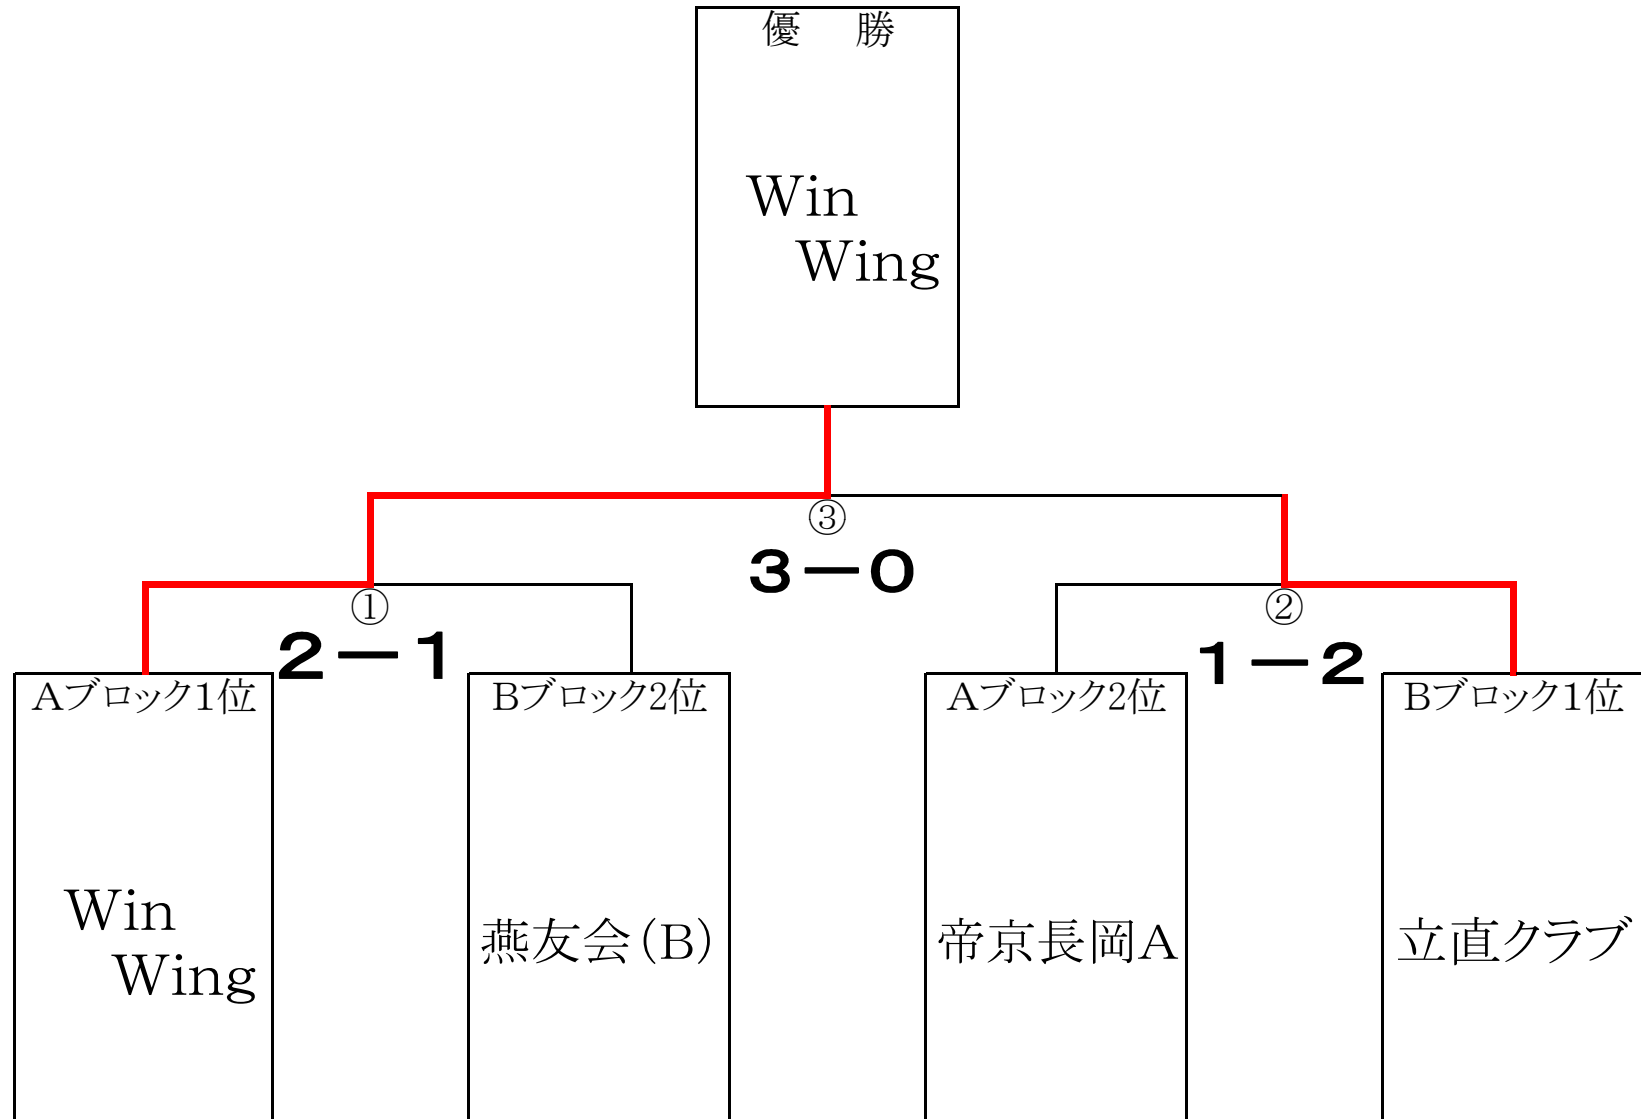 優　勝
Win
Wing
③
3－0
①
2－1
②
1－2
Aブロック1位
Bブロック2位
Aブロック2位
Bブロック1位
Win
Wing
燕友会（B）
帝京長岡A
立直クラブ